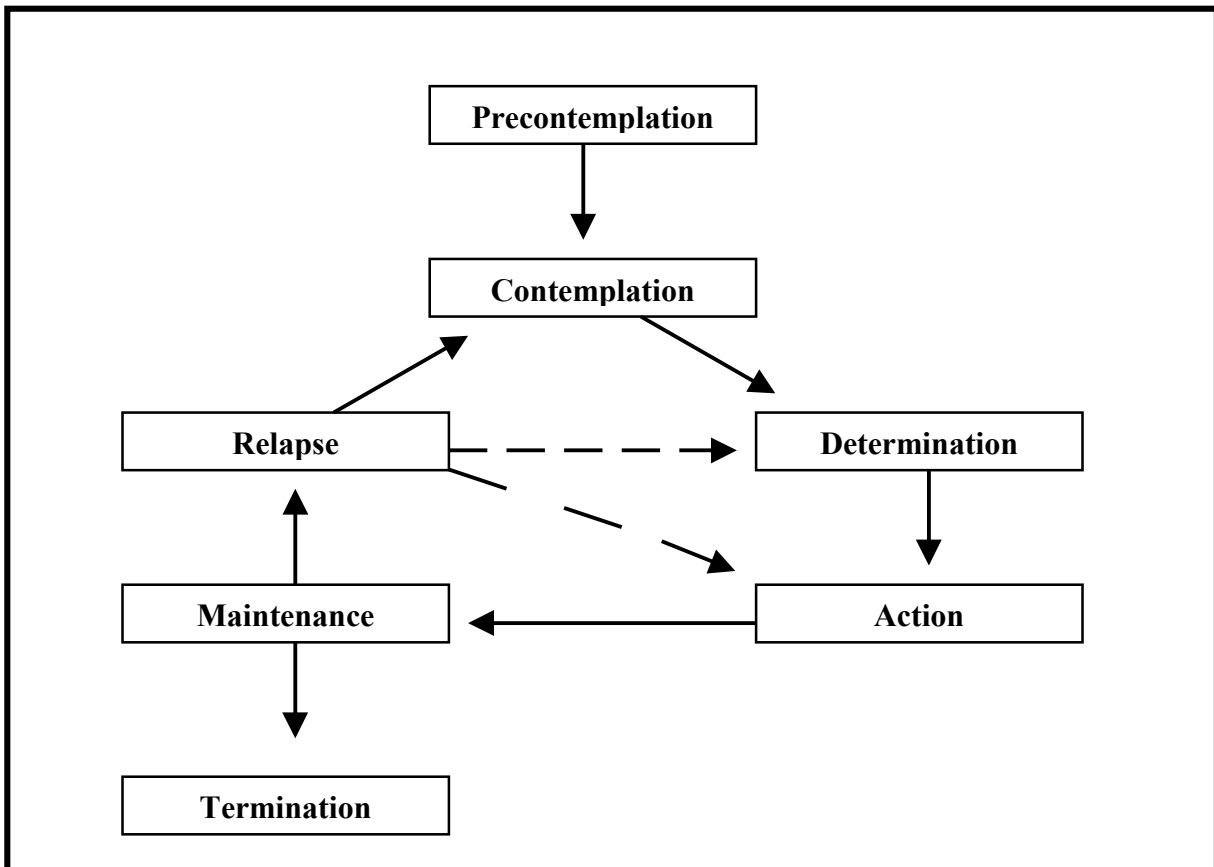 Precontemplation
Contemplation
Relapse
Determination
Maintenance
Action
Termination